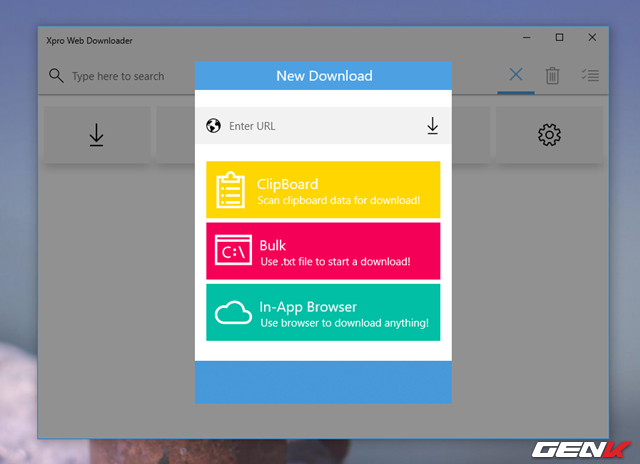 Xpro Web Downloader
Type here to search
New Download
Enter URL
ClipBoard
Scan clipboard data for download!
C:\
Bulk
Use .txt file to start a download!
In-App Browser
Use browser to download anything!
GENK